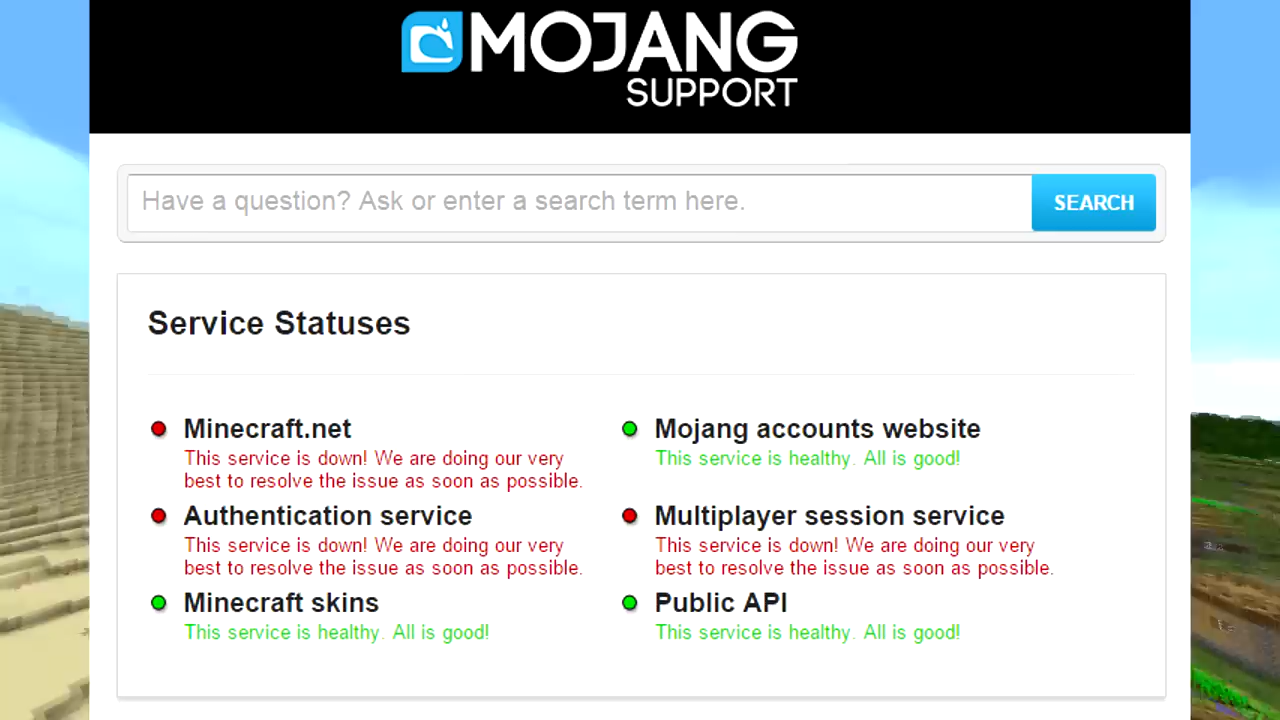 MOJANG
SUPPORT
Have a question? Ask or enter a search term here.
SEARCH
Service Statuses
Minecraft.net
This service is down! We are doing our very
best to resolve the issue as soon as possible.
Mojang accounts website
This service is healthy. All is good!
Authentication service
This service is down! We are doing our very
best to resolve the issue as soon as possible.
Multiplayer session service
This service is down! We are doing our very
best to resolve the issue as soon as possible.
Minecraft skins
This service is healthy. All is good!
Public API
This service is healthy. All is good!